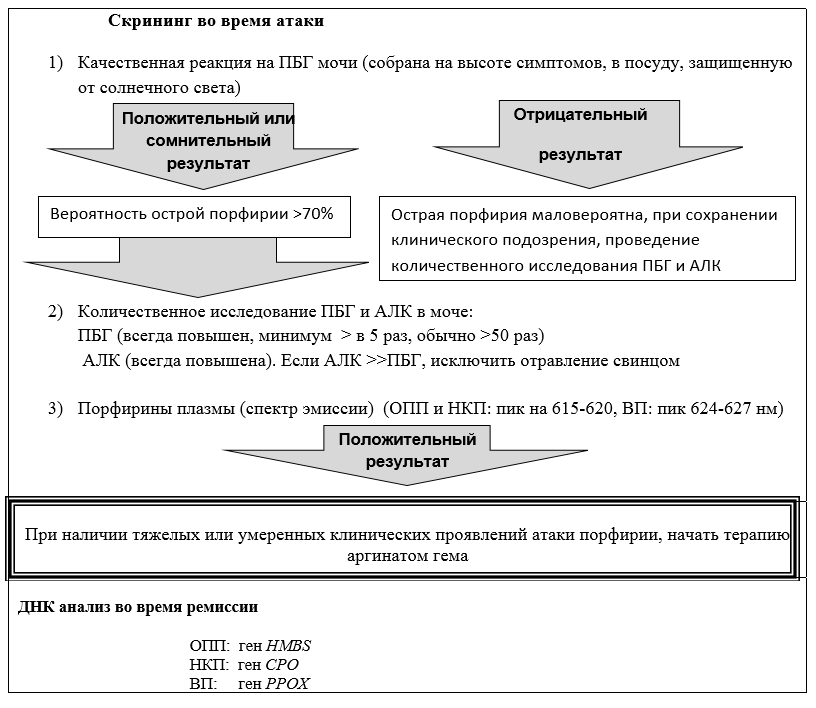 Скрининг во время атаки
1) Качественная реакция на ПБГ мочи (собрана на высоте симптомов, в посуду, защищенную
от солнечного света)
Положительный или
сомнительный
результат
Отрицательный
результат
Вероятность острой порфирии >70%
Острая порфирия маловероятна, при сохранении
клинического подозрения, проведение
количественного исследования ПБГ и АЛК
2) Количественное исследование ПБГ и АЛК в моче:
ПБГ (всегда повышен, минимум > в 5 раз, обычно >50 раз)
АЛК (всегда повышена). Если АЛК >>ПБГ, исключить отравление свинцом
3) Порфирины плазмы (спектр эмиссии) (ОПП и НКП: пик на 615-620, ВП: пик 624-627 нм)
Положительный
результат
При наличии тяжелых или умеренных клинических проявлений атаки порфирии, начать терапию
аргинатом гема
ДНК анализ во время ремиссии
ОПП: ген HMBS
НКП: ген CPO
ВП: ген PPOX